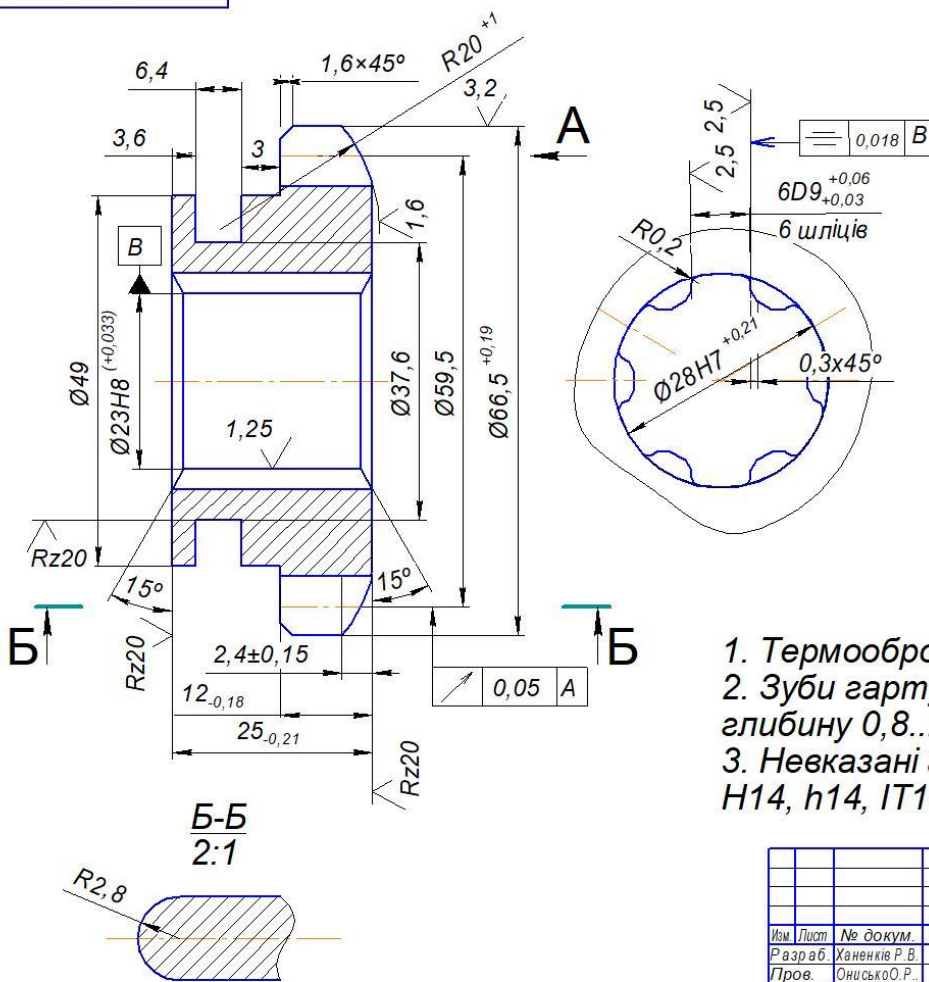 6,4
1,6×45º
R20 +1
3,2
А
3,6
3
2,5
2,5
0,018 В
6D9 +0,06 +0,03
6 шліців
R0,2
1,6
В
Ø49
Ø23H8 (+0,033)
Ø37,6
Ø59,5
Ø66,5 +0,19
Ø28H7 +0,21
0,3х45º
1,25
Rz20
15º
15º
Б
Б
Rz20
2,4±0,15
0,05 А
12-0,18
25-0,21
Rz20
1. Термообро
2. Зуби гарт
глибину 0,8..
3. Невказані
H14, h14, IT1
Б-Б
2:1
R2,8
Изм. Лист № докум.
Разраб. Ханенків Р.В.
Пров. Онисько О.Р.